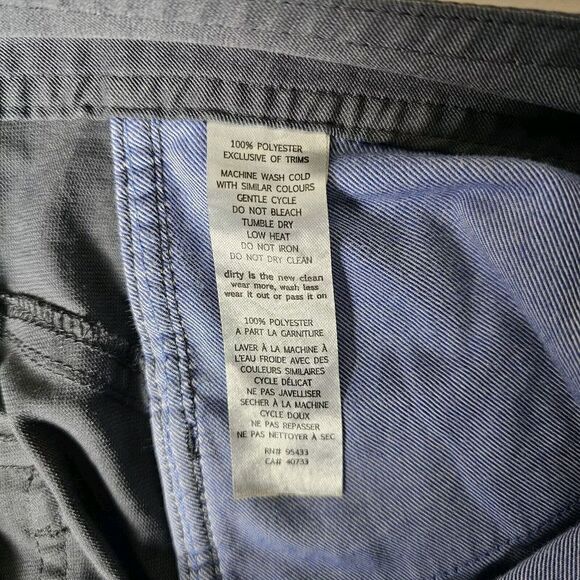 100% POLYESTER
EXCLUSIVE OF TRIMS
MACHINE WASH COLD
WITH SIMILAR COLOURS
GENTLE CYCLE
DO NOT BLEACH
TUMBLE DRY
LOW HEAT
DO NOT IRON
DO NOT DRY CLEAN
dirty is the new clean
wear more, wash less
wear it out or pass it on
100% POLYESTER
A PART LA GARNITURE
LAVER À LA MACHINE À
L'EAU FROIDE AVEC DES
COULEURS SIMILAIRES
CYCLE DÉLICAT
NE PAS JAVELLISER
SECHER À LA MACHINE
CYCLE DOUX
NE PAS REPASSER
NE PAS NETTOYER À SEC
RN# 95433
CA# 40733